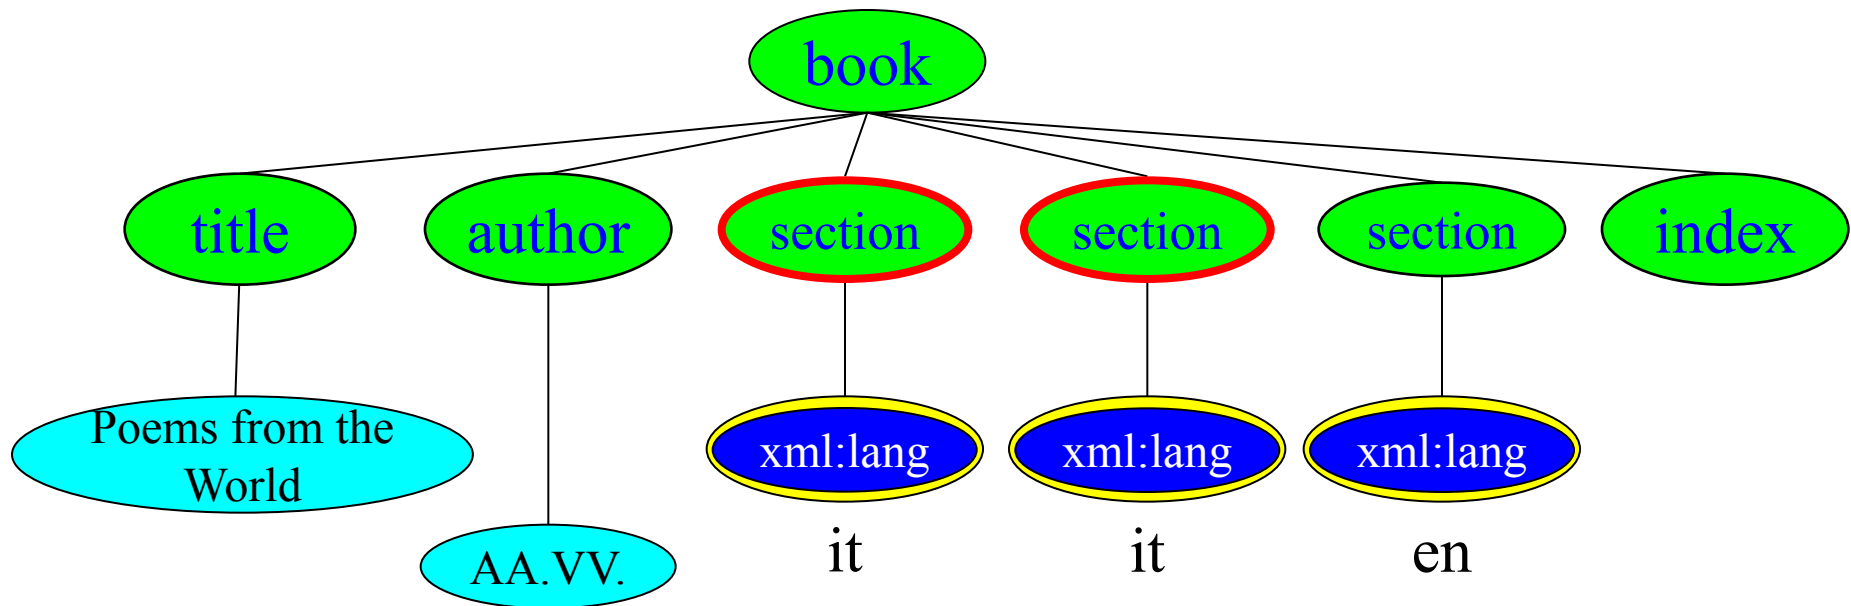 book
title
author
section
section
section
index
Poems from the
World
xml:lang
xml:lang
xml:lang
it
it
en
AA.VV.